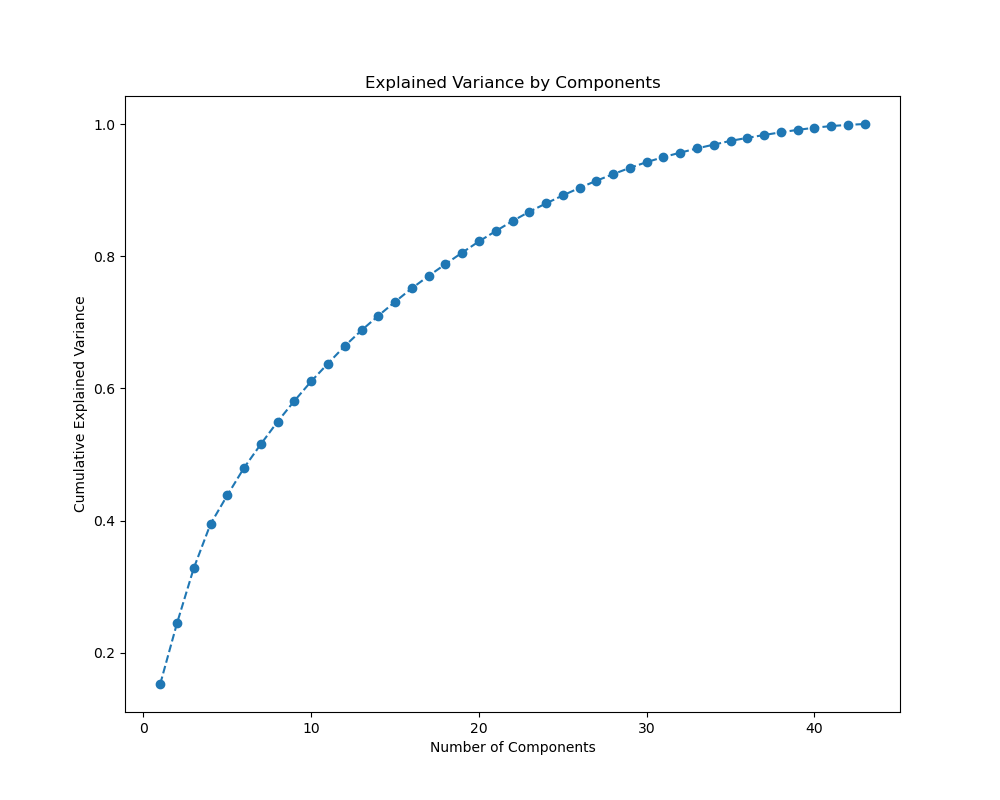 Explained Variance by Components
1.0
0.8
0.6
0.4
0.2
Cumulative Explained Variance
0 10 20 30 40
Number of Components